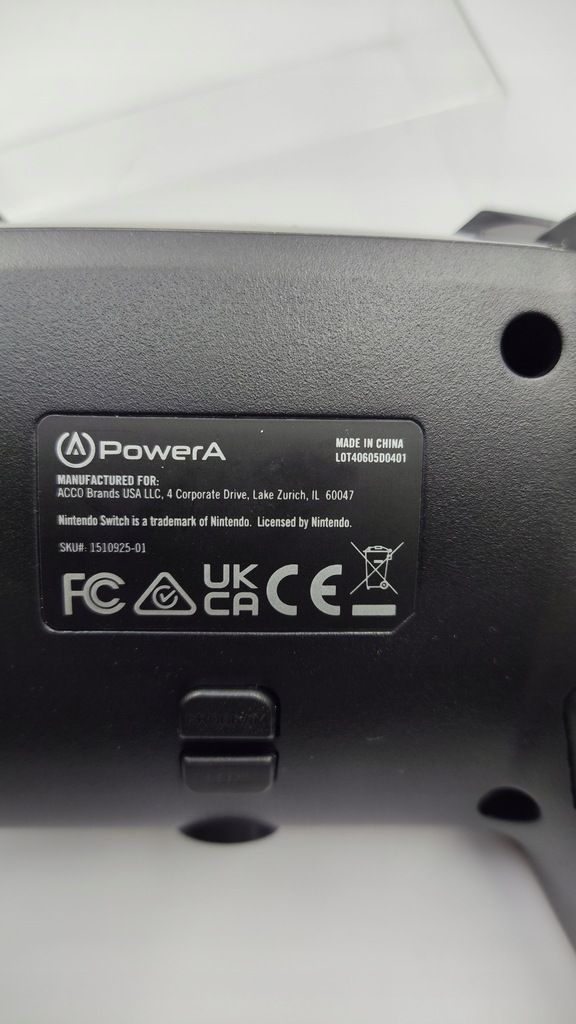 PowerA
MADE IN CHINA
LOT40605D0401
MANUFACTURED FOR:
ACCO Brands USA LLC, 4 Corporate Drive, Lake Zurich, IL 60047
Nintendo Switch is a trademark of Nintendo. Licensed by Nintendo.
SKU#: 1510925-01
FC
UK
CA
CE